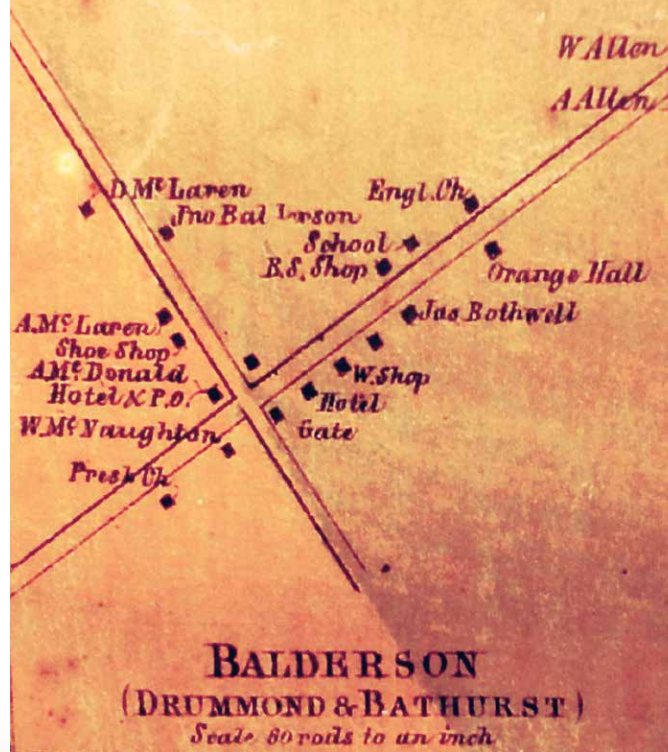 W Allen
A Allen
D. Mc Laren
Jno Balderson
Engl. Ch
School
B.S. Shop
Orange Hall
A. Mc Laren
Shoe Shop
Jas Bothwell
A Mc Donald
Hotel & P.O.
W. Shop
Hotel
W. Mc Naughton
Gate
Presb Ch
BALDERSON
(DRUMMOND & BATHURST)
Scale 80 rods to an inch